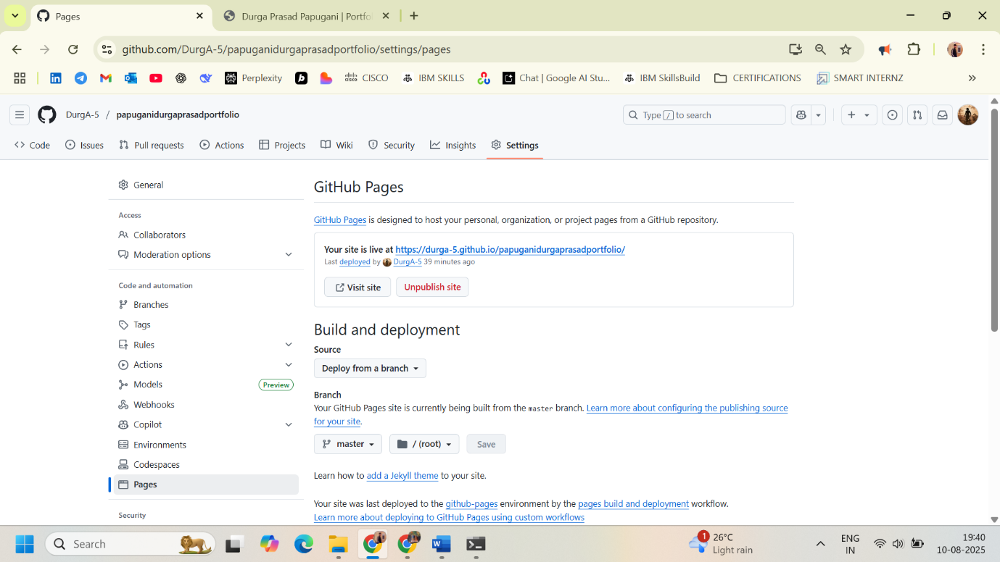 Pages
Durga Prasad Papugani | Portfo
github.com/DurgA-5/papuganidurgaprasadportfolio/settings/pages
Perplexity
CISCO
IBM SKILLS
Chat | Google AI Stu...
IBM SkillsBuild
CERTIFICATIONS
SMART INTERNZ
DurgA-5 / papuganidurgaprasadportfolio
Type / to search
Code
Issues
Pull requests
Actions
Projects
Wiki
Security
Insights
Settings
General
Access
Collaborators
Moderation options
Code and automation
Branches
Tags
Rules
Actions
Models
Preview
Webhooks
Copilot
Environments
Codespaces
Pages
Security
GitHub Pages
GitHub Pages is designed to host your personal, organization, or project pages from a GitHub repository.
Your site is live at https://durga-5.github.io/papuganidurgaprasadportfolio/
Last deployed by DurgA-5 39 minutes ago
Visit site
Unpublish site
Build and deployment
Source
Deploy from a branch
Branch
Your GitHub Pages site is currently being built from the master branch. Learn more about configuring the publishing source
for your site.
master
/ (root)
Save
Learn how to add a Jekyll theme to your site.
Your site was last deployed to the github-pages environment by the pages build and deployment workflow.
Learn more about deploying to GitHub Pages using custom workflows
Search
1
26°C
Light rain
ENG
IN
19:40
10-08-2025